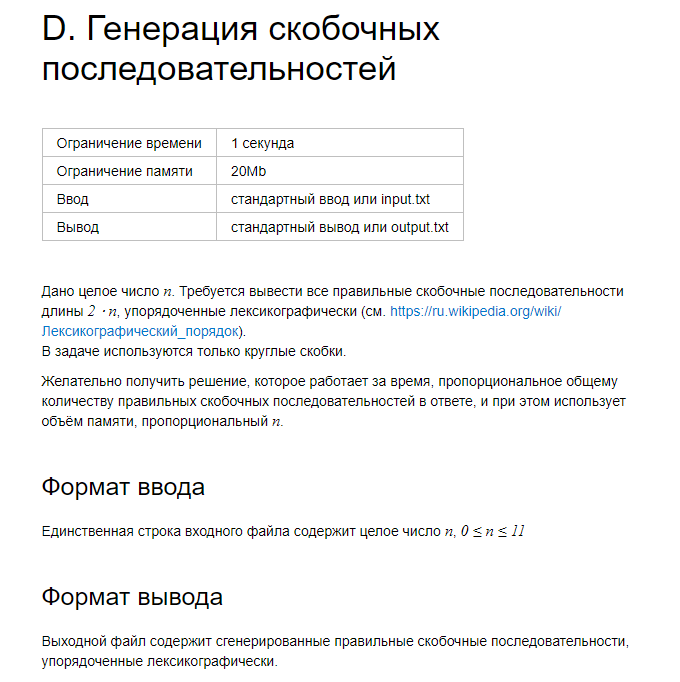 D. Генерация скобочных
последовательностей
Ограничение времени 1 секунда
Ограничение памяти 20Mb
Ввод стандартный ввод или input.txt
Вывод стандартный вывод или output.txt
Дано целое число n. Требуется вывести все правильные скобочные последовательности
длины 2 · n, упорядоченные лексикографически (см. https://ru.wikipedia.org/wiki/
Лексикографический_порядок).
В задаче используются только круглые скобки.
Желательно получить решение, которое работает за время, пропорциональное общему
количеству правильных скобочных последовательностей в ответе, и при этом использует
объём памяти, пропорциональный n.
Формат ввода
Единственная строка входного файла содержит целое число n, 0 ≤ n ≤ 11
Формат вывода
Выходной файл содержит сгенерированные правильные скобочные последовательности,
упорядоченные лексикографически.